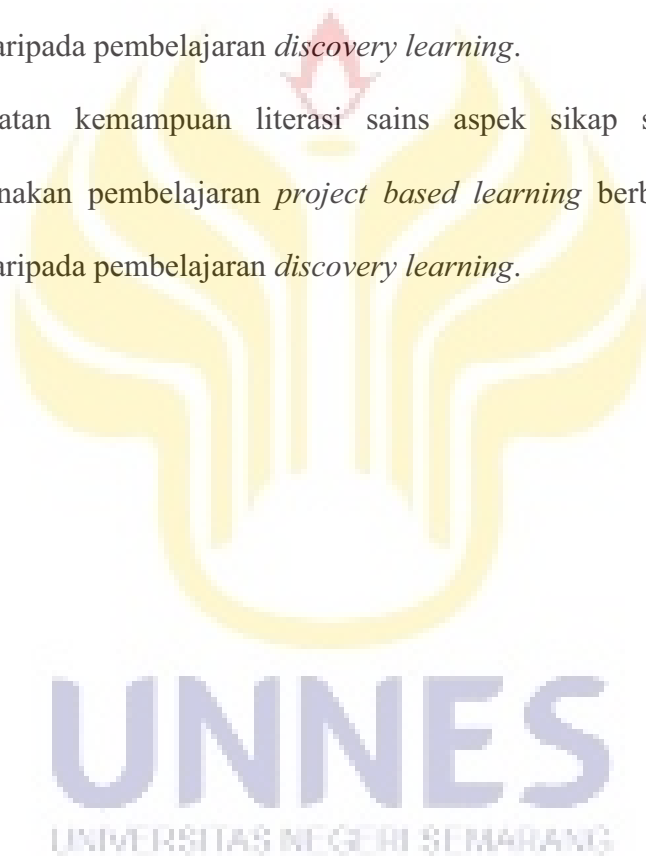 aripada pembelajaran discovery learning.
atan kemampuan literasi sains aspek sikap s
nakan pembelajaran project based learning berb
aripada pembelajaran discovery learning.
UNNES
UNIVERSITAS NEGERI SEMARANG